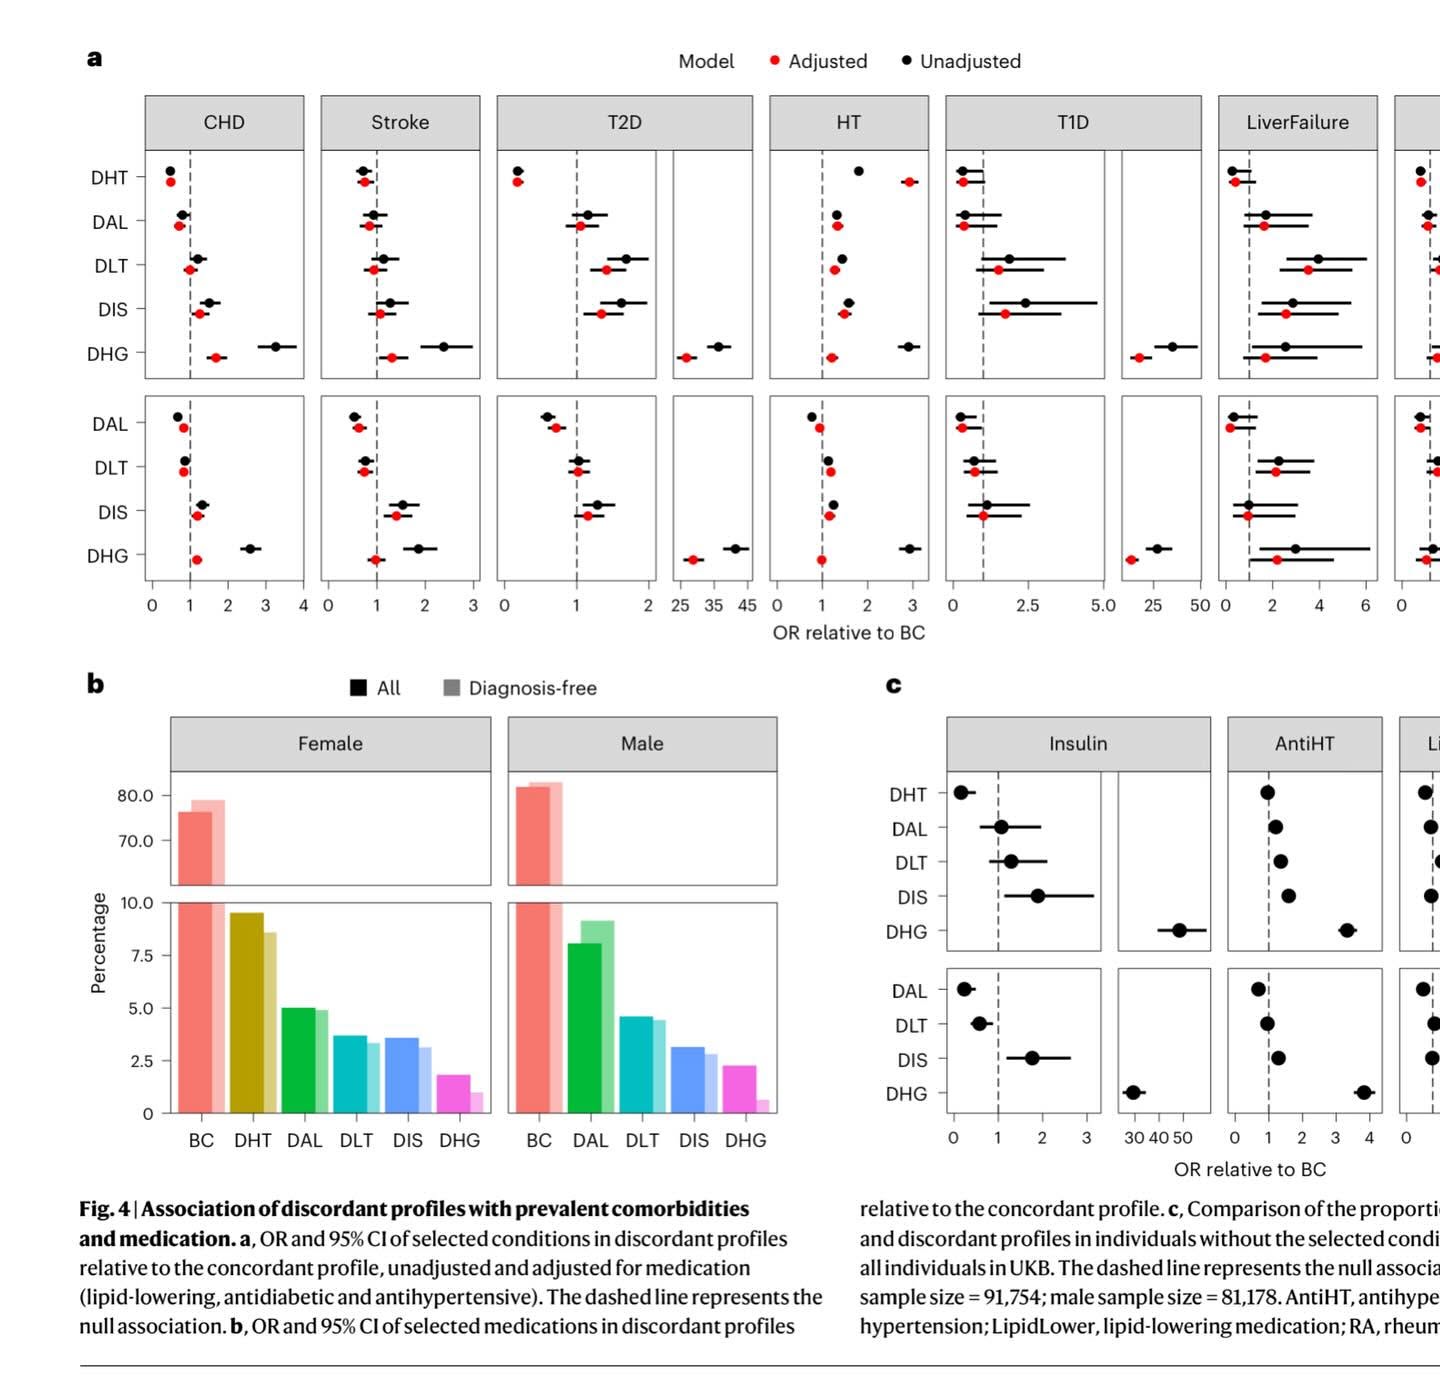 a
Model Adjusted Unadjusted
CHD Stroke T2D HT T1D LiverFailure
DHT
DAL
DLT
DIS
DHG
DAL
DLT
DIS
DHG
0 1 2 3 4 0 1 2 3 0 1 2 25 35 45 0 1 2 3 0 2.5 5.0 25 50 0 2 4 6 0
OR relative to BC
b
All Diagnosis-free
Female Male
80.0
70.0
Percentage
10.0
7.5
5.0
2.5
0
BC DHT DAL DLT DIS DHG BC DAL DLT DIS DHG
c
Insulin AntiHT Li
DHT
DAL
DLT
DIS
DHG
DAL
DLT
DIS
DHG
0 1 2 3 30 40 50 0 1 2 3 4 0
OR relative to BC
Fig. 4 | Association of discordant profiles with prevalent comorbidities
and medication. a, OR and 95% CI of selected conditions in discordant profiles
relative to the concordant profile, unadjusted and adjusted for medication
(lipid-lowering, antidiabetic and antihypertensive). The dashed line represents the
null association. b, OR and 95% CI of selected medications in discordant profiles
relative to the concordant profile. c, Comparison of the proporti
and discordant profiles in individuals without the selected condi
all individuals in UKB. The dashed line represents the null associa
sample size = 91,754; male sample size = 81,178. AntiHT, antihype
hypertension; LipidLower, lipid-lowering medication; RA, rheum